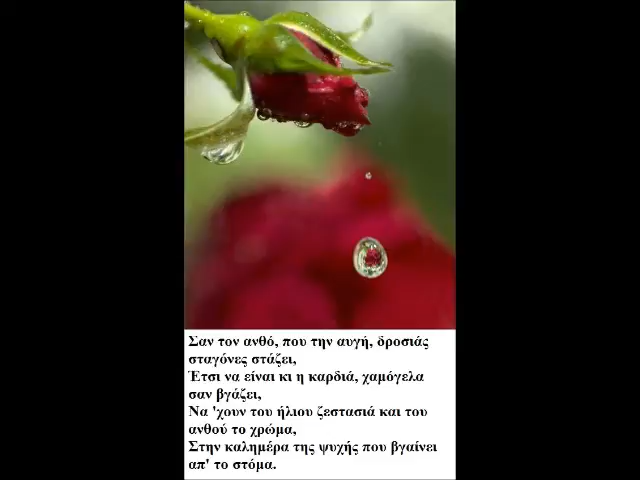 Σαν τον ανθό, που την αυγή, δροσιάς
σταγόνες στάζει,
Έτσι να είναι κι η καρδιά, χαμόγελα
σαν βγάζει,
Να 'χουν του ήλιου ζεστασιά και του
ανθού το χρώμα,
Στην καλημέρα της ψυχής που βγαίνει
απ' το στόμα.